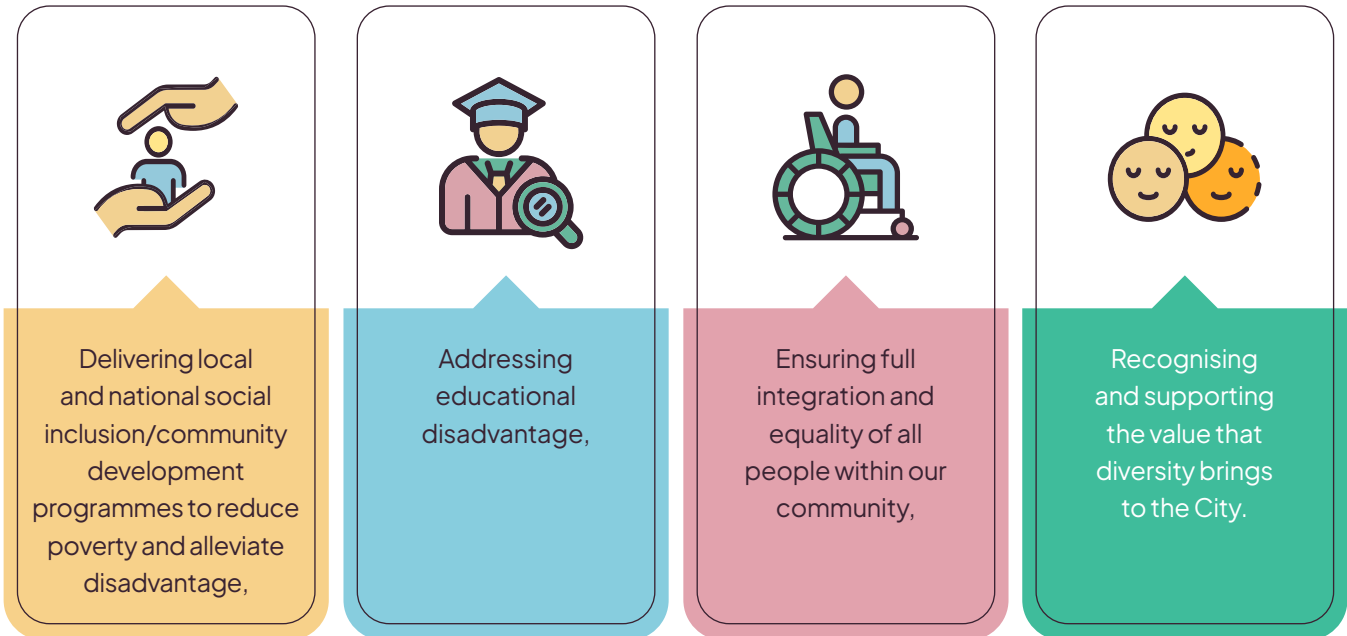 Delivering local
and national social
inclusion/community
development
programmes to reduce
poverty and alleviate
disadvantage,
Addressing
educational
disadvantage,
Ensuring full
integration and
equality of all
people within our
community,
Recognising
and supporting
the value that
diversity brings
to the City.